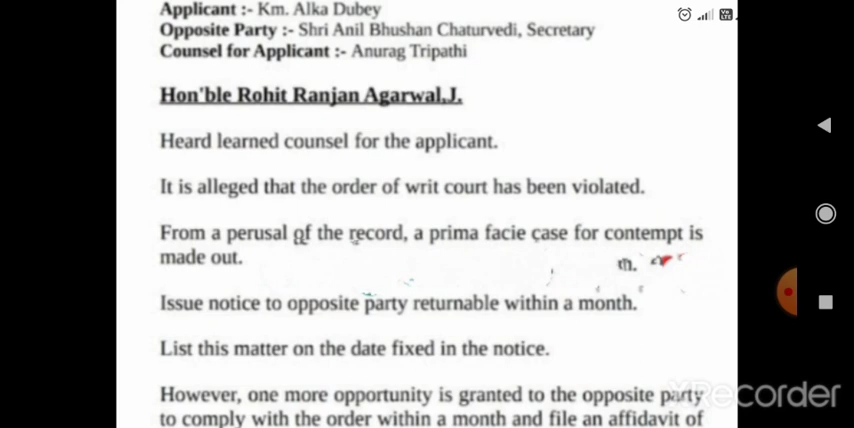 Applicant :- Km. Alka Dubey
Opposite Party :- Shri Anil Bhushan Chaturvedi, Secretary
Counsel for Applicant :- Anurag Tripathi
Hon'ble Rohit Ranjan Agarwal,J.
Heard learned counsel for the applicant.
It is alleged that the order of writ court has been violated.
From a perusal of the record, a prima facie case for contempt is
made out.
Issue notice to opposite party returnable within a month.
List this matter on the date fixed in the notice.
However, one more opportunity is granted to the opposite party
to comply with the order within a month and file an affidavit of
XRecorder